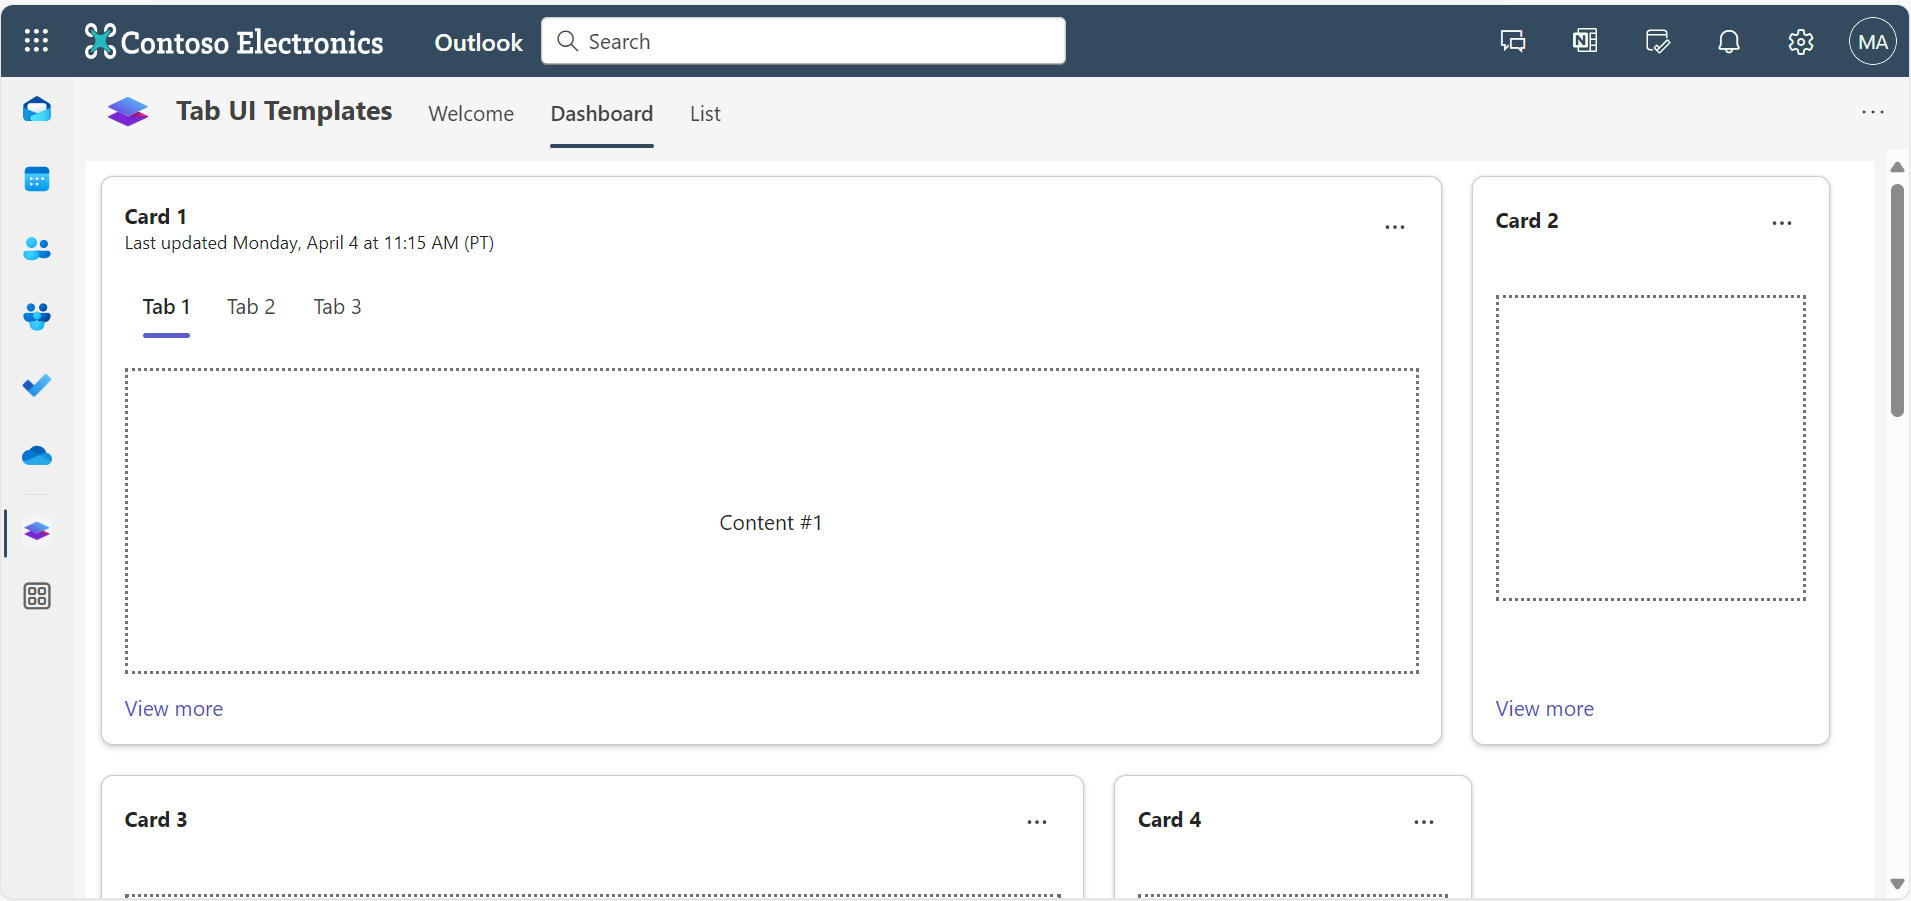 Contoso Electronics
Outlook
Search
MA
Tab UI Templates
Welcome
Dashboard
List
Card 1
Last updated Monday, April 4 at 11:15 AM (PT)
Tab 1
Tab 2
Tab 3
Content #1
View more
Card 2
View more
Card 3
Card 4